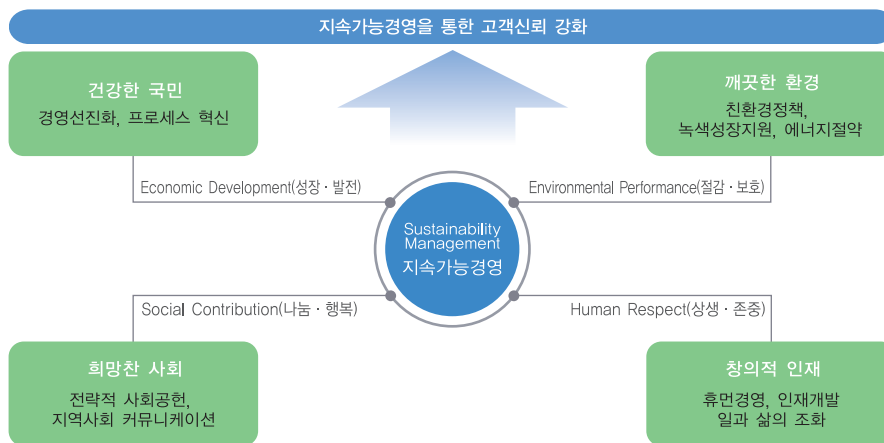 지속가능경영을 통한 고객신뢰 강화
건강한 국민
경영선진화, 프로세스 혁신
깨끗한 환경
친환경정책,
녹색성장지원, 에너지절약
Economic Development(성장·발전)
Environmental Performance(절감·보호)
Sustainability
Management
지속가능경영
Social Contribution(나눔·행복)
Human Respect(상생·존중)
희망찬 사회
전략적 사회공헌,
지역사회 커뮤니케이션
창의적 인재
휴먼경영, 인재개발
일과 삶의 조화